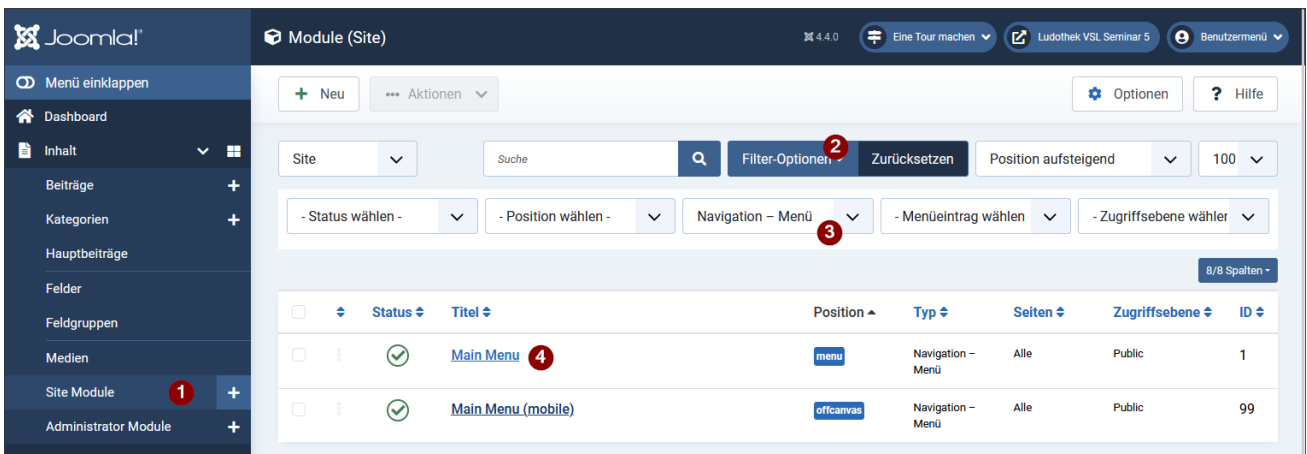 Joomla!®
Module (Site)
4.4.0
Eine Tour machen
Ludothek VSL Seminar 5
Benutzermenü
Menü einklappen
Dashboard
Inhalt
Beiträge
Kategorien
Hauptbeiträge
Felder
Feldgruppen
Medien
Site Module 1
Administrator Module
+ Neu
••• Aktionen
Optionen
? Hilfe
Site
Suche
Filter-Optionen 2
Zurücksetzen
Position aufsteigend
100
- Status wählen -
- Position wählen -
Navigation – Menü
3
- Menüeintrag wählen
- Zugriffsebene wähler
8/8 Spalten
Status Titel Position Typ Seiten Zugriffsebene ID
Main Menu 4 menu Navigation – Menü Alle Public 1
Main Menu (mobile) offcanvas Navigation – Menü Alle Public 99